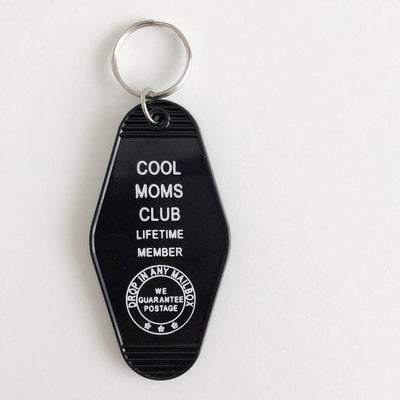 COOL
MOMS
CLUB
LIFETIME
MEMBER
DROP IN ANY MAILBOX
WE
GUARANTEE
POSTAGE